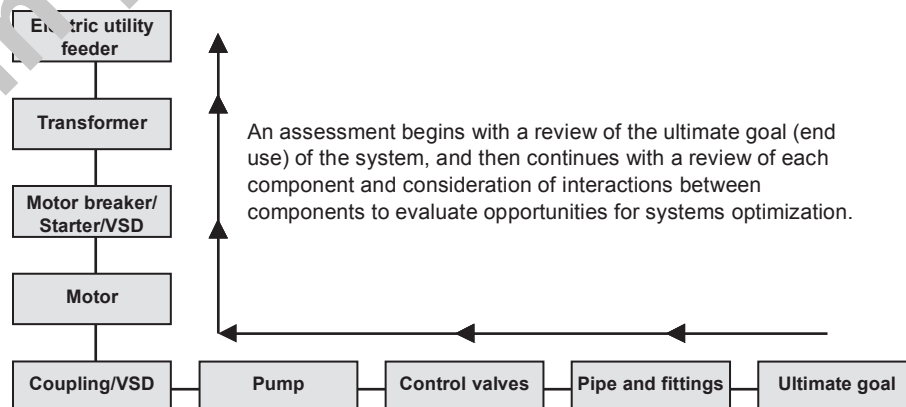 Electric utility
feeder
Transformer
An assessment begins with a review of the ultimate goal (end
use) of the system, and then continues with a review of each
component and consideration of interactions between
components to evaluate opportunities for systems optimization.
Motor breaker/
Starter/VSD
Motor
Coupling/VSD
Pump
Control valves
Pipe and fittings
Ultimate goal